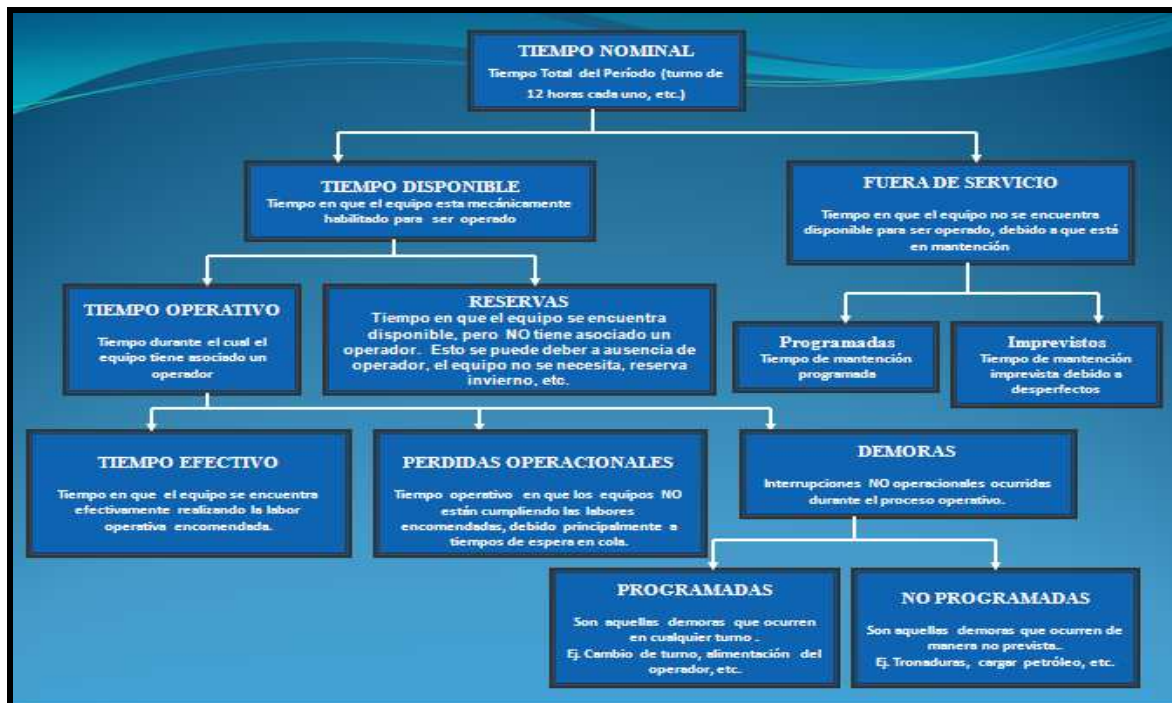 TIEMPO NOMINAL
Tiempo Total del Período (turno de
12 horas cada uno, etc.)
TIEMPO DISPONIBLE
Tiempo en que el equipo esta mecánicamente
habilitado para ser operado
FUERA DE SERVICIO
Tiempo en que el equipo no se encuentra
disponible para ser operado, debido a que está
en mantención
TIEMPO OPERATIVO
Tiempo durante el cual el
equipo tiene asociado un
operador
RESERVAS
Tiempo en que el equipo se encuentra
disponible, pero NO tiene asociado un
operador. Esto se puede deber a ausencia de
operador, el equipo no se necesita, reserva
invierno, etc.
Programadas
Tiempo de mantención
programada
Imprevistos
Tiempo de mantención
imprevista debido a
desperfectos
TIEMPO EFECTIVO
Tiempo en que el equipo se encuentra
efectivamente realizando la labor
operativa encomendada.
PERDIDAS OPERACIONALES
Tiempo operativo en que los equipos NO
están cumpliendo las labores
encomendadas, debido principalmente a
tiempos de espera en cola.
DEMORAS
Interrupciones NO operacionales ocurridas
durante el proceso operativo.
PROGRAMADAS
Son aquellas demoras que ocurren
en cualquier turno .
Ej. Cambio de turno, alimentación del
operador, etc.
NO PROGRAMADAS
Son aquellas demoras que ocurren de
manera no prevista..
Ej. Tronaduras, cargar petróleo, etc.